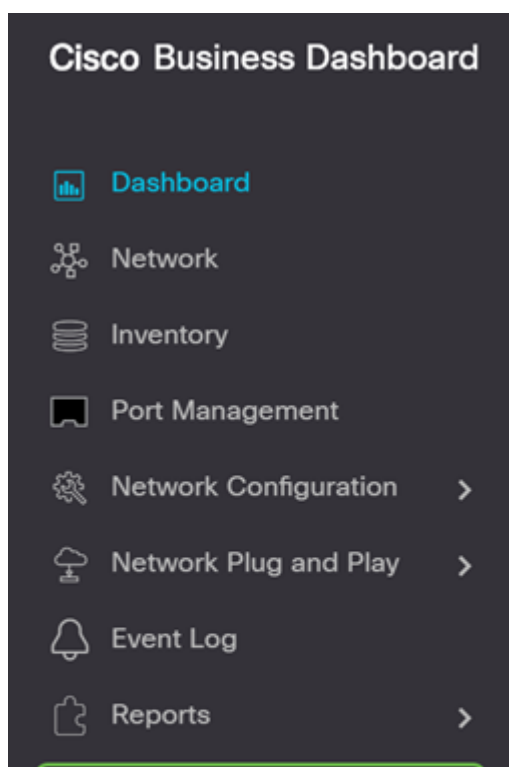 Cisco Business Dashboard
Dashboard
Network
Inventory
Port Management
Network Configuration
Network Plug and Play
Event Log
Reports